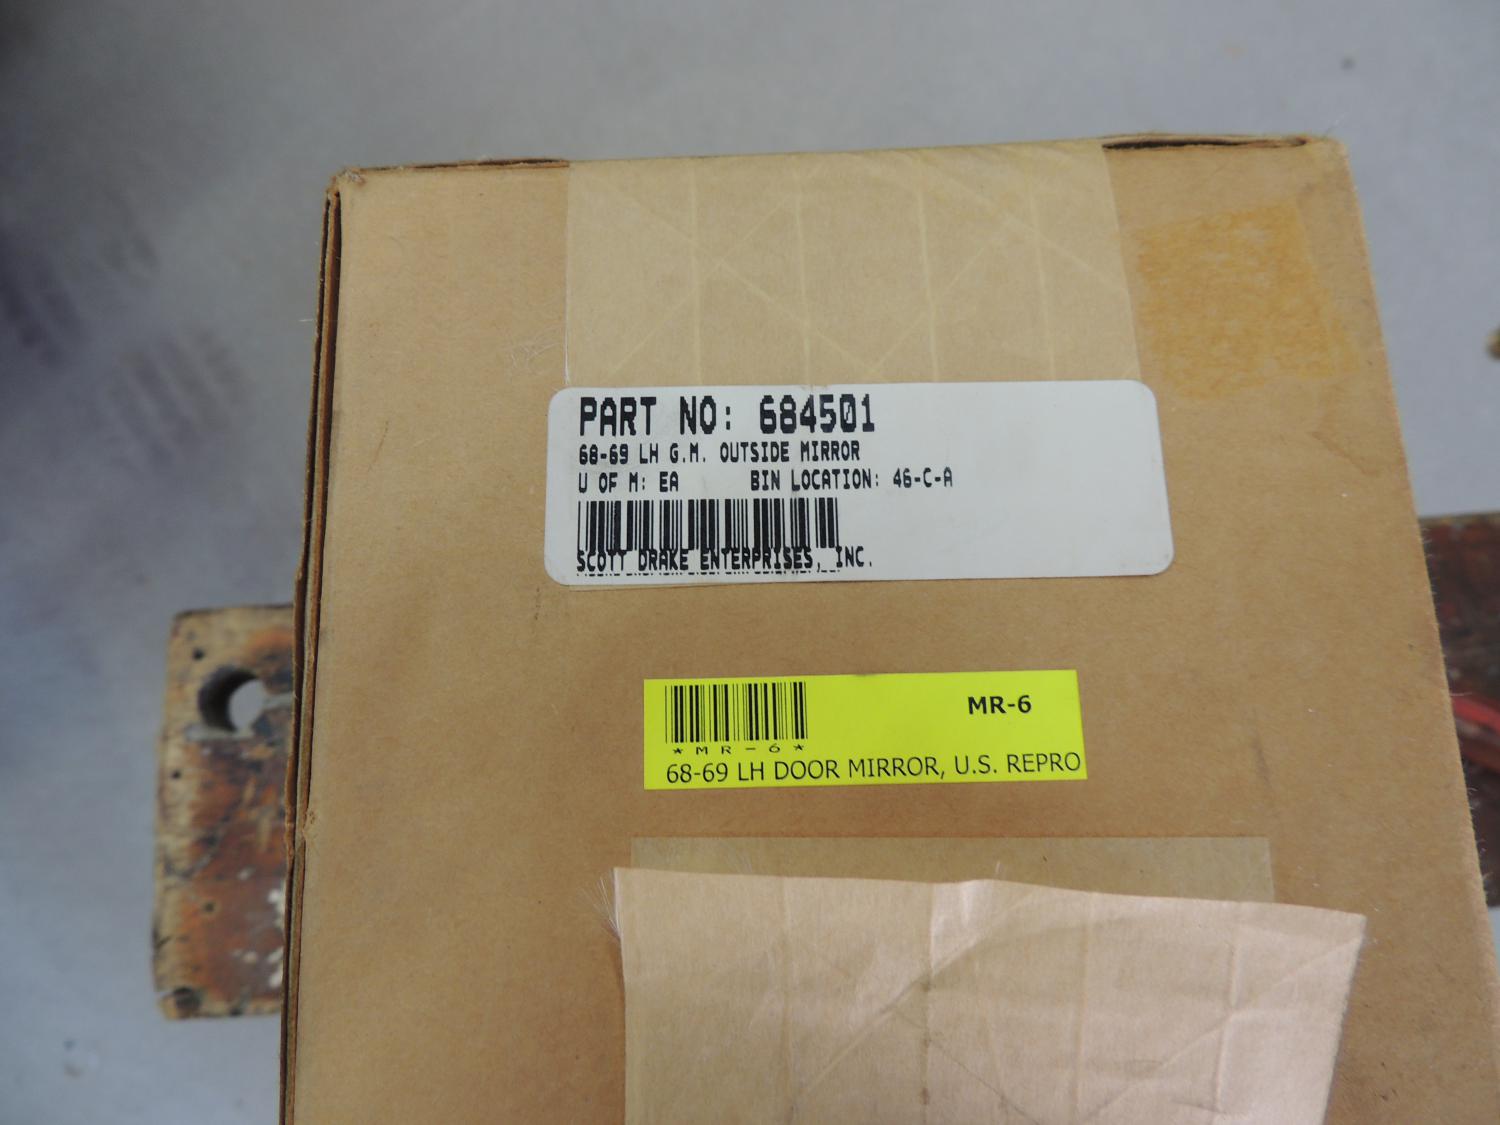 PART NO: 684501
68-69 LH G.M. OUTSIDE MIRROR
U OF M: EA BIN LOCATION: 46-C-A
SCOTT DRAKE ENTERPRISES, INC.
MR-6
*MR-6*
68-69 LH DOOR MIRROR, U.S. REPRO